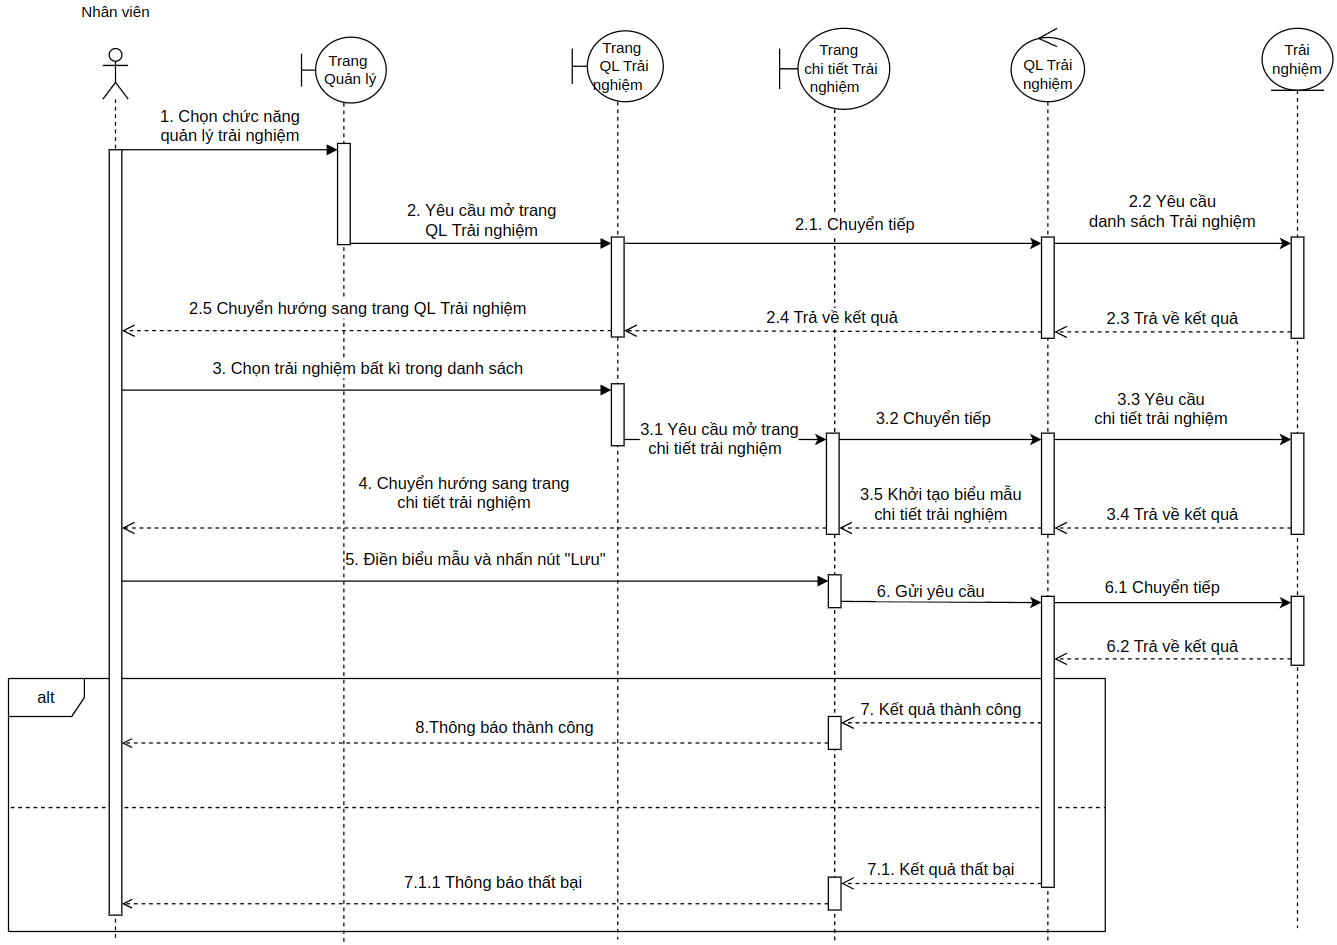 Nhân viên
Trang
Quản lý
Trang
QL Trải
nghiệm
Trang
chi tiết Trải
nghiệm
QL Trải
nghiệm
Trải
nghiệm
1. Chọn chức năng
quản lý trải nghiệm
2. Yêu cầu mở trang
QL Trải nghiệm
2.1. Chuyển tiếp
2.2 Yêu cầu
danh sách Trải nghiệm
2.5 Chuyển hướng sang trang QL Trải nghiệm
2.4 Trả về kết quả
2.3 Trả về kết quả
3. Chọn trải nghiệm bất kì trong danh sách
3.1 Yêu cầu mở trang
chi tiết trải nghiệm
3.2 Chuyển tiếp
3.3 Yêu cầu
chi tiết trải nghiệm
4. Chuyển hướng sang trang
chi tiết trải nghiệm
3.5 Khởi tạo biểu mẫu
chi tiết trải nghiệm
3.4 Trả về kết quả
5. Điền biểu mẫu và nhấn nút "Lưu"
6. Gửi yêu cầu
6.1 Chuyển tiếp
6.2 Trả về kết quả
alt
7. Kết quả thành công
8.Thông báo thành công
7.1. Kết quả thất bại
7.1.1 Thông báo thất bại